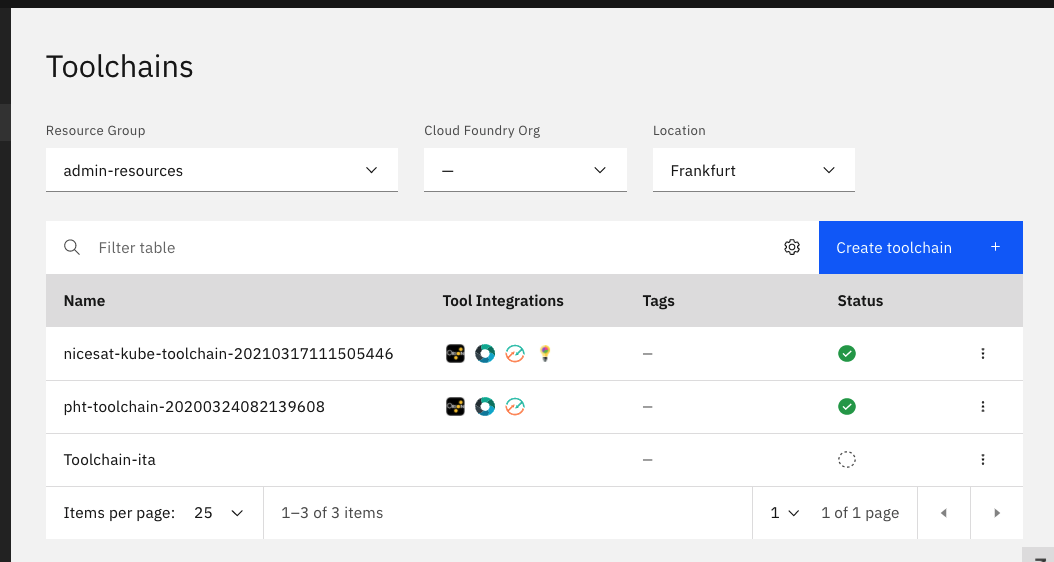 Toolchains
Resource Group
Cloud Foundry Org
Location
admin-resources
—
Frankfurt
Filter table
Create toolchain +
Name Tool Integrations Tags Status
nicesat-kube-toolchain-20210317111505446 —
pht-toolchain-20200324082139608 —
Toolchain-ita —
Items per page: 25 1–3 of 3 items 1 1 of 1 page